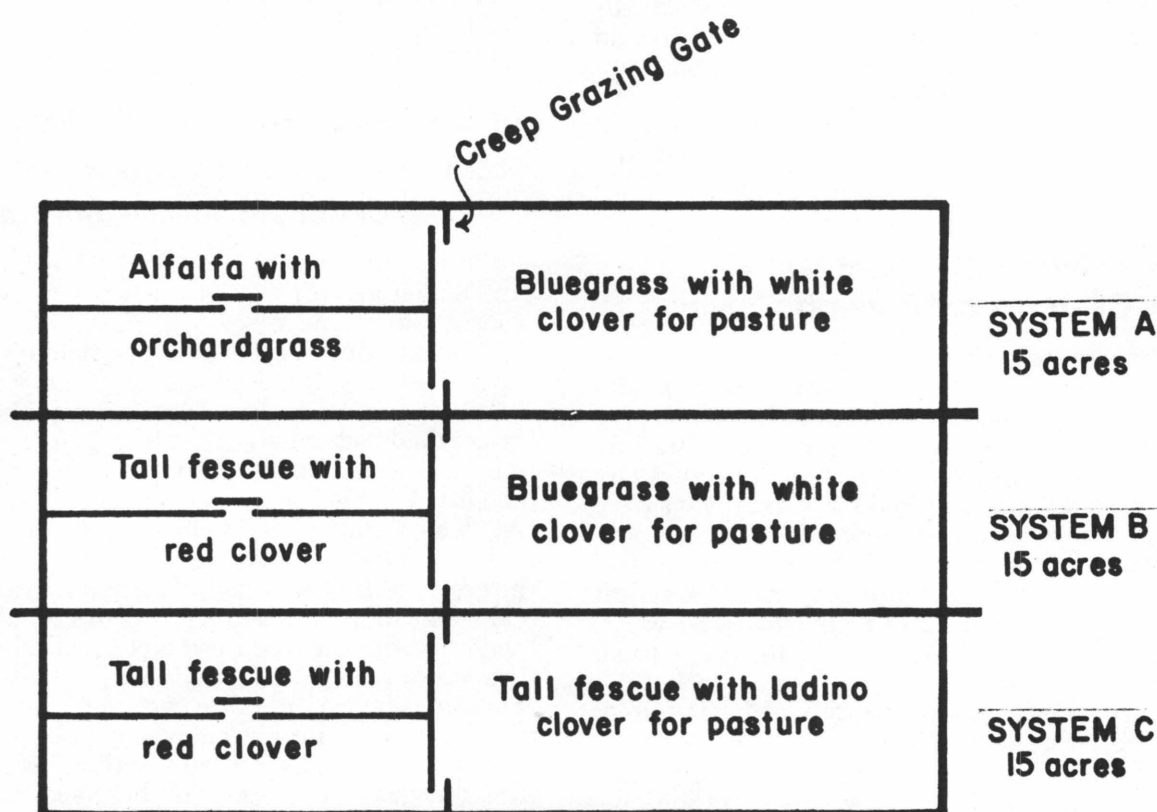 Creep Grazing Gate
Alfalfa with
orchardgrass
Bluegrass with white
clover for pasture
SYSTEM A
15 acres
Tall fescue with
red clover
Bluegrass with white
clover for pasture
SYSTEM B
15 acres
Tall fescue with
red clover
Tall fescue with ladino
clover for pasture
SYSTEM C
15 acres